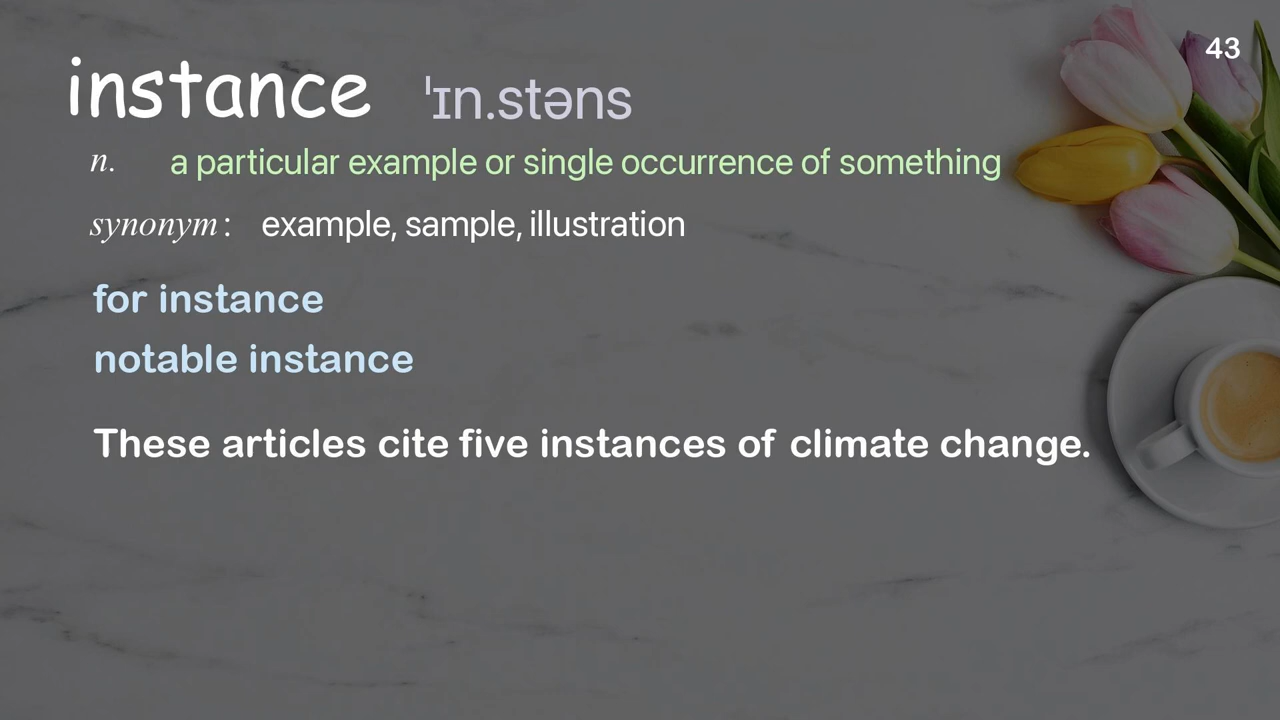 43
instance ˈɪn.stəns
n. a particular example or single occurrence of something
synonym: example, sample, illustration
for instance
notable instance
These articles cite five instances of climate change.